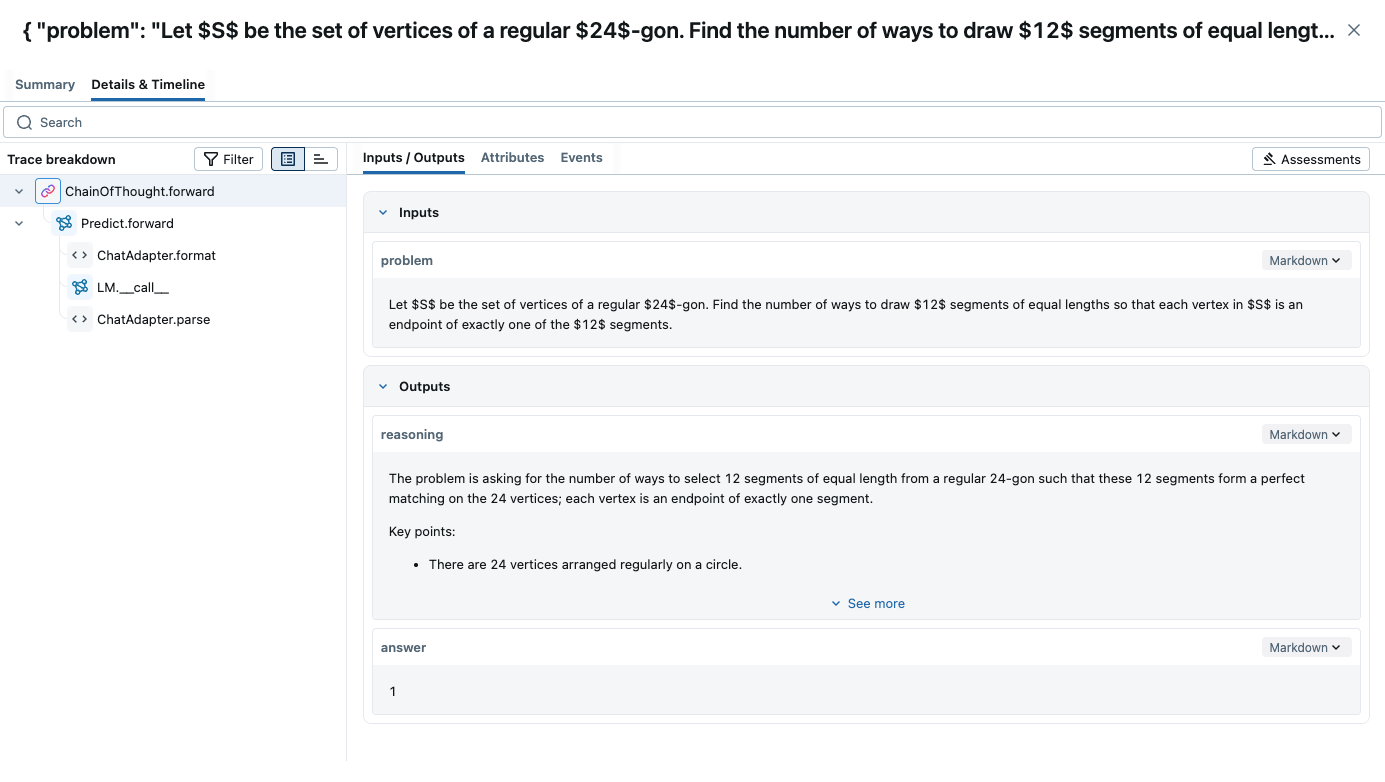 { "problem": "Let $S$ be the set of vertices of a regular $24$-gon. Find the number of ways to draw $12$ segments of equal lengt...
Summary
Details & Timeline
Search
Trace breakdown
Filter
ChainOfThought.forward
Predict.forward
ChatAdapter.format
LM.__call__
ChatAdapter.parse
Inputs / Outputs
Attributes
Events
Assessments
Inputs
problem
Markdown
Let $S$ be the set of vertices of a regular $24$-gon. Find the number of ways to draw $12$ segments of equal lengths so that each vertex in $S$ is an
endpoint of exactly one of the $12$ segments.
Outputs
reasoning
Markdown
The problem is asking for the number of ways to select 12 segments of equal length from a regular 24-gon such that these 12 segments form a perfect
matching on the 24 vertices; each vertex is an endpoint of exactly one segment.
Key points:
• There are 24 vertices arranged regularly on a circle.
See more
answer
Markdown
1